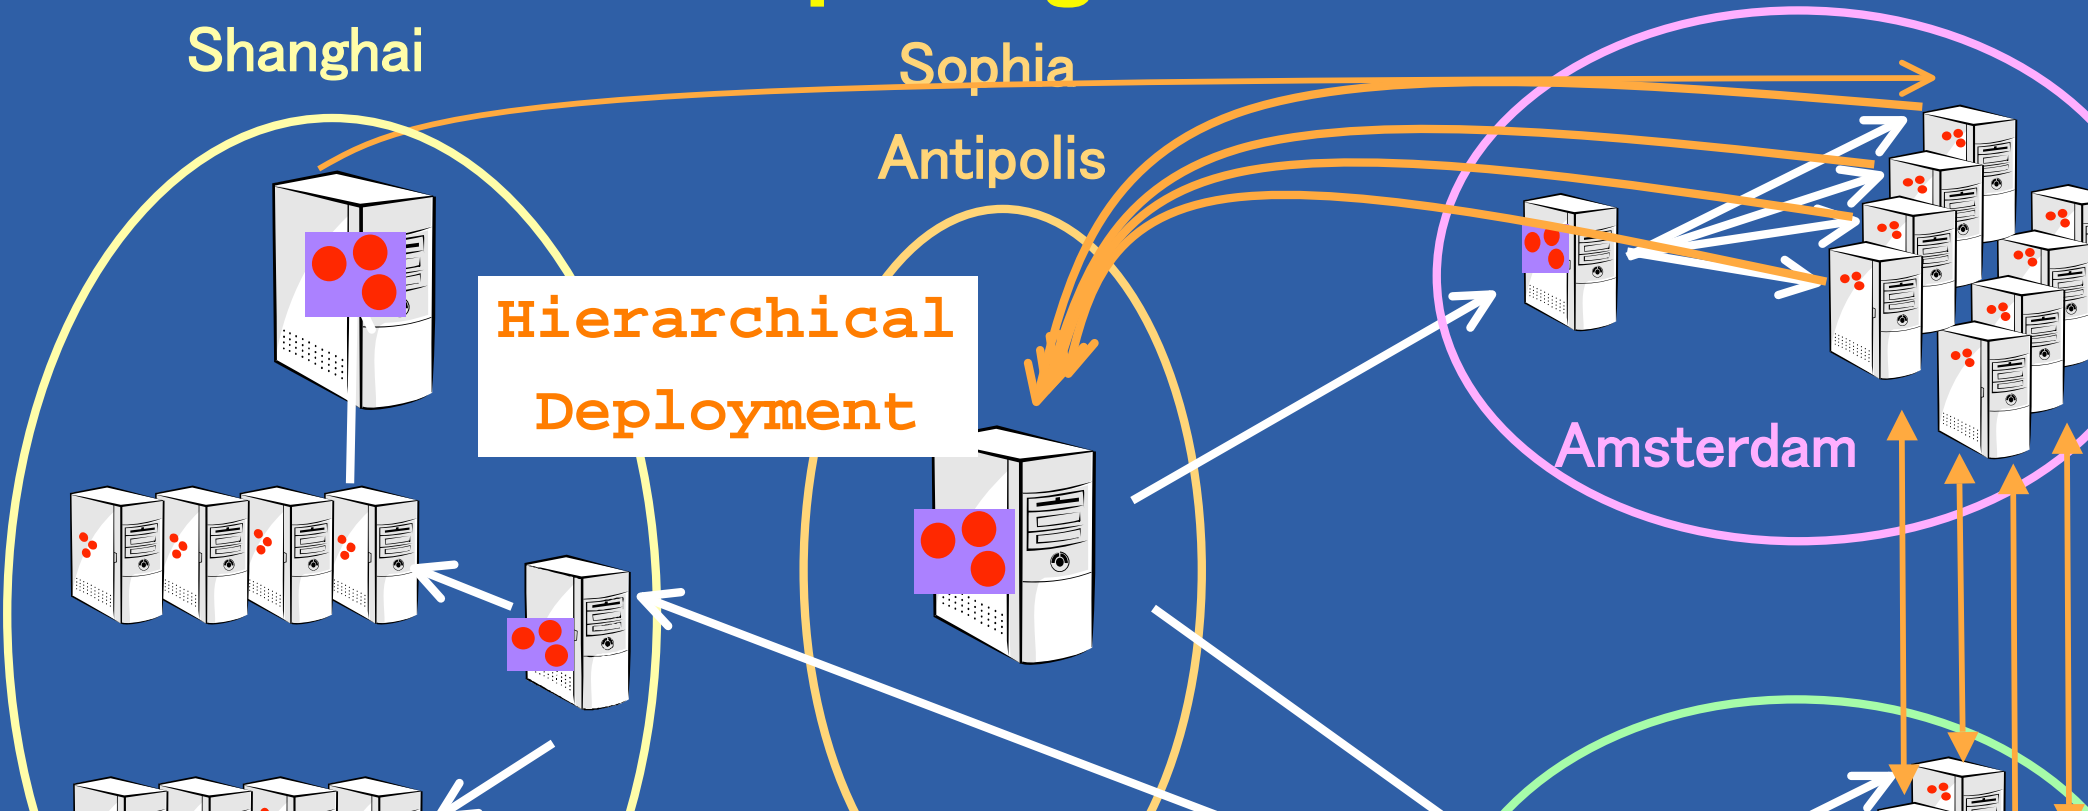 Shanghai
Sophia
Antipolis
Hierarchical
Deployment
Amsterdam